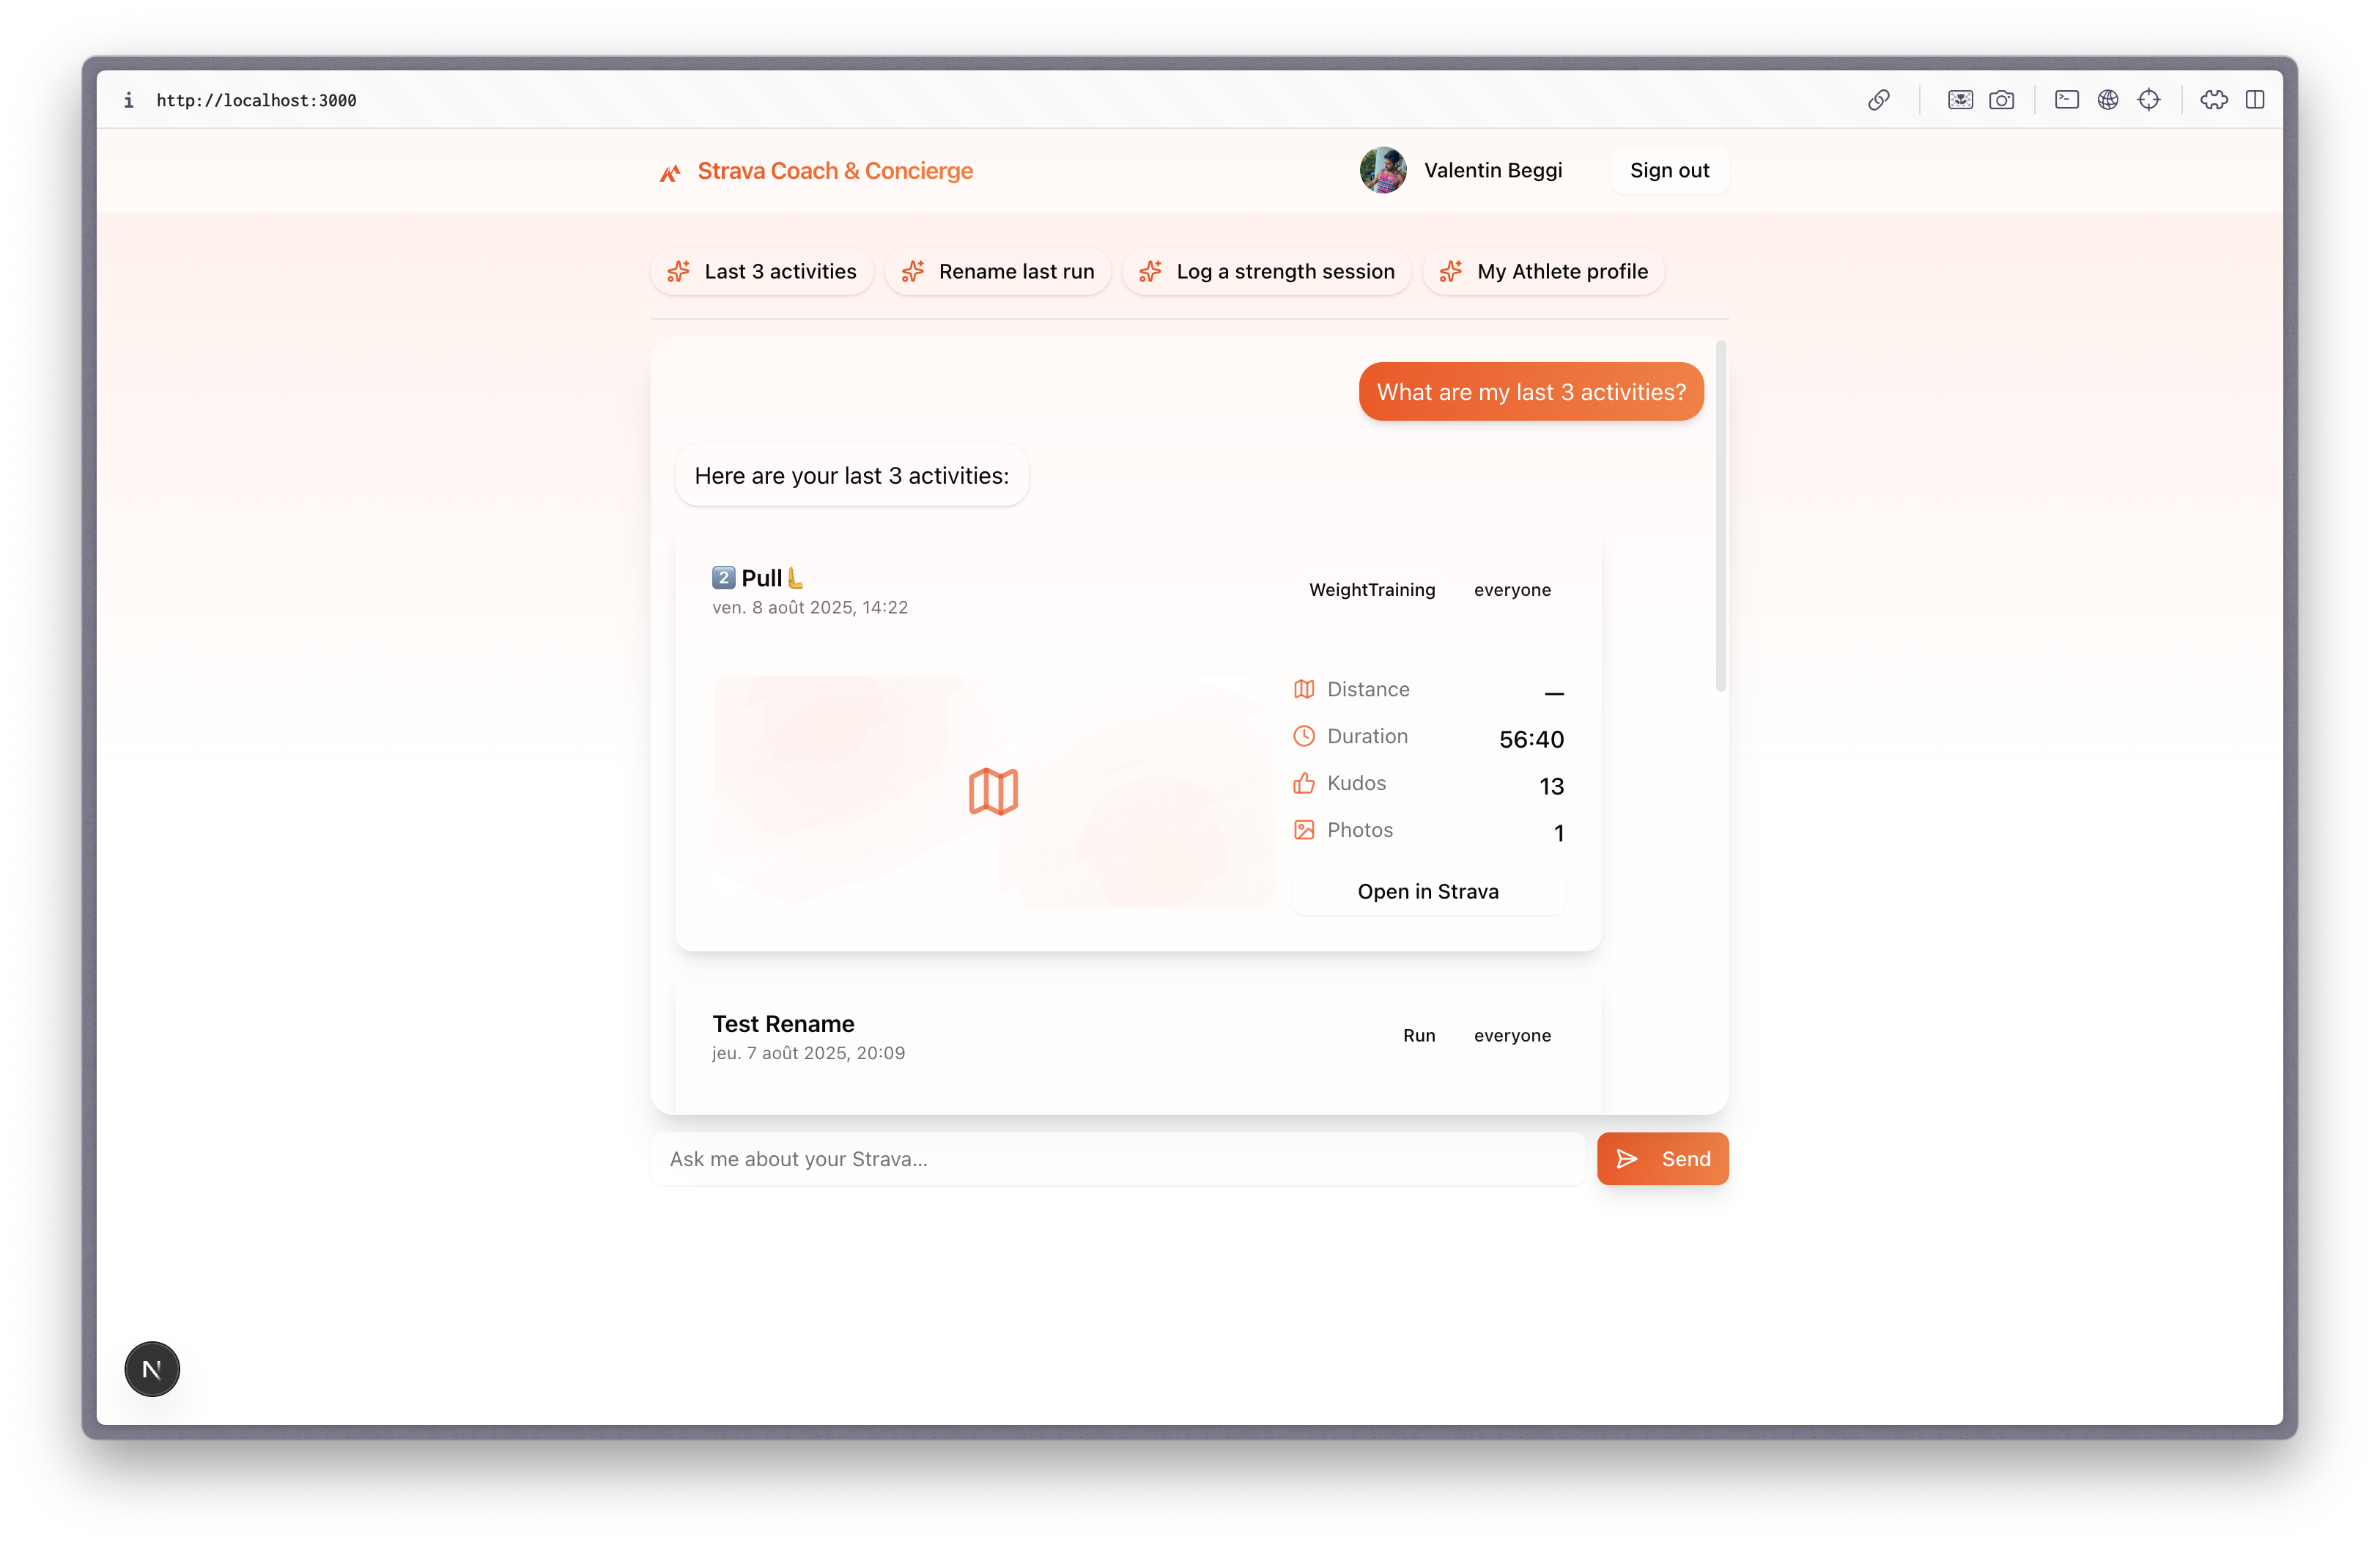 i http://localhost:3000
Strava Coach & Concierge
Valentin Beggi
Sign out
Last 3 activities
Rename last run
Log a strength session
My Athlete profile
What are my last 3 activities?
Here are your last 3 activities:
2️⃣ Pull🫷
ven. 8 août 2025, 14:22
WeightTraining
everyone
Distance —
Duration 56:40
Kudos 13
Photos 1
Open in Strava
Test Rename
jeu. 7 août 2025, 20:09
Run
everyone
Ask me about your Strava...
Send
N